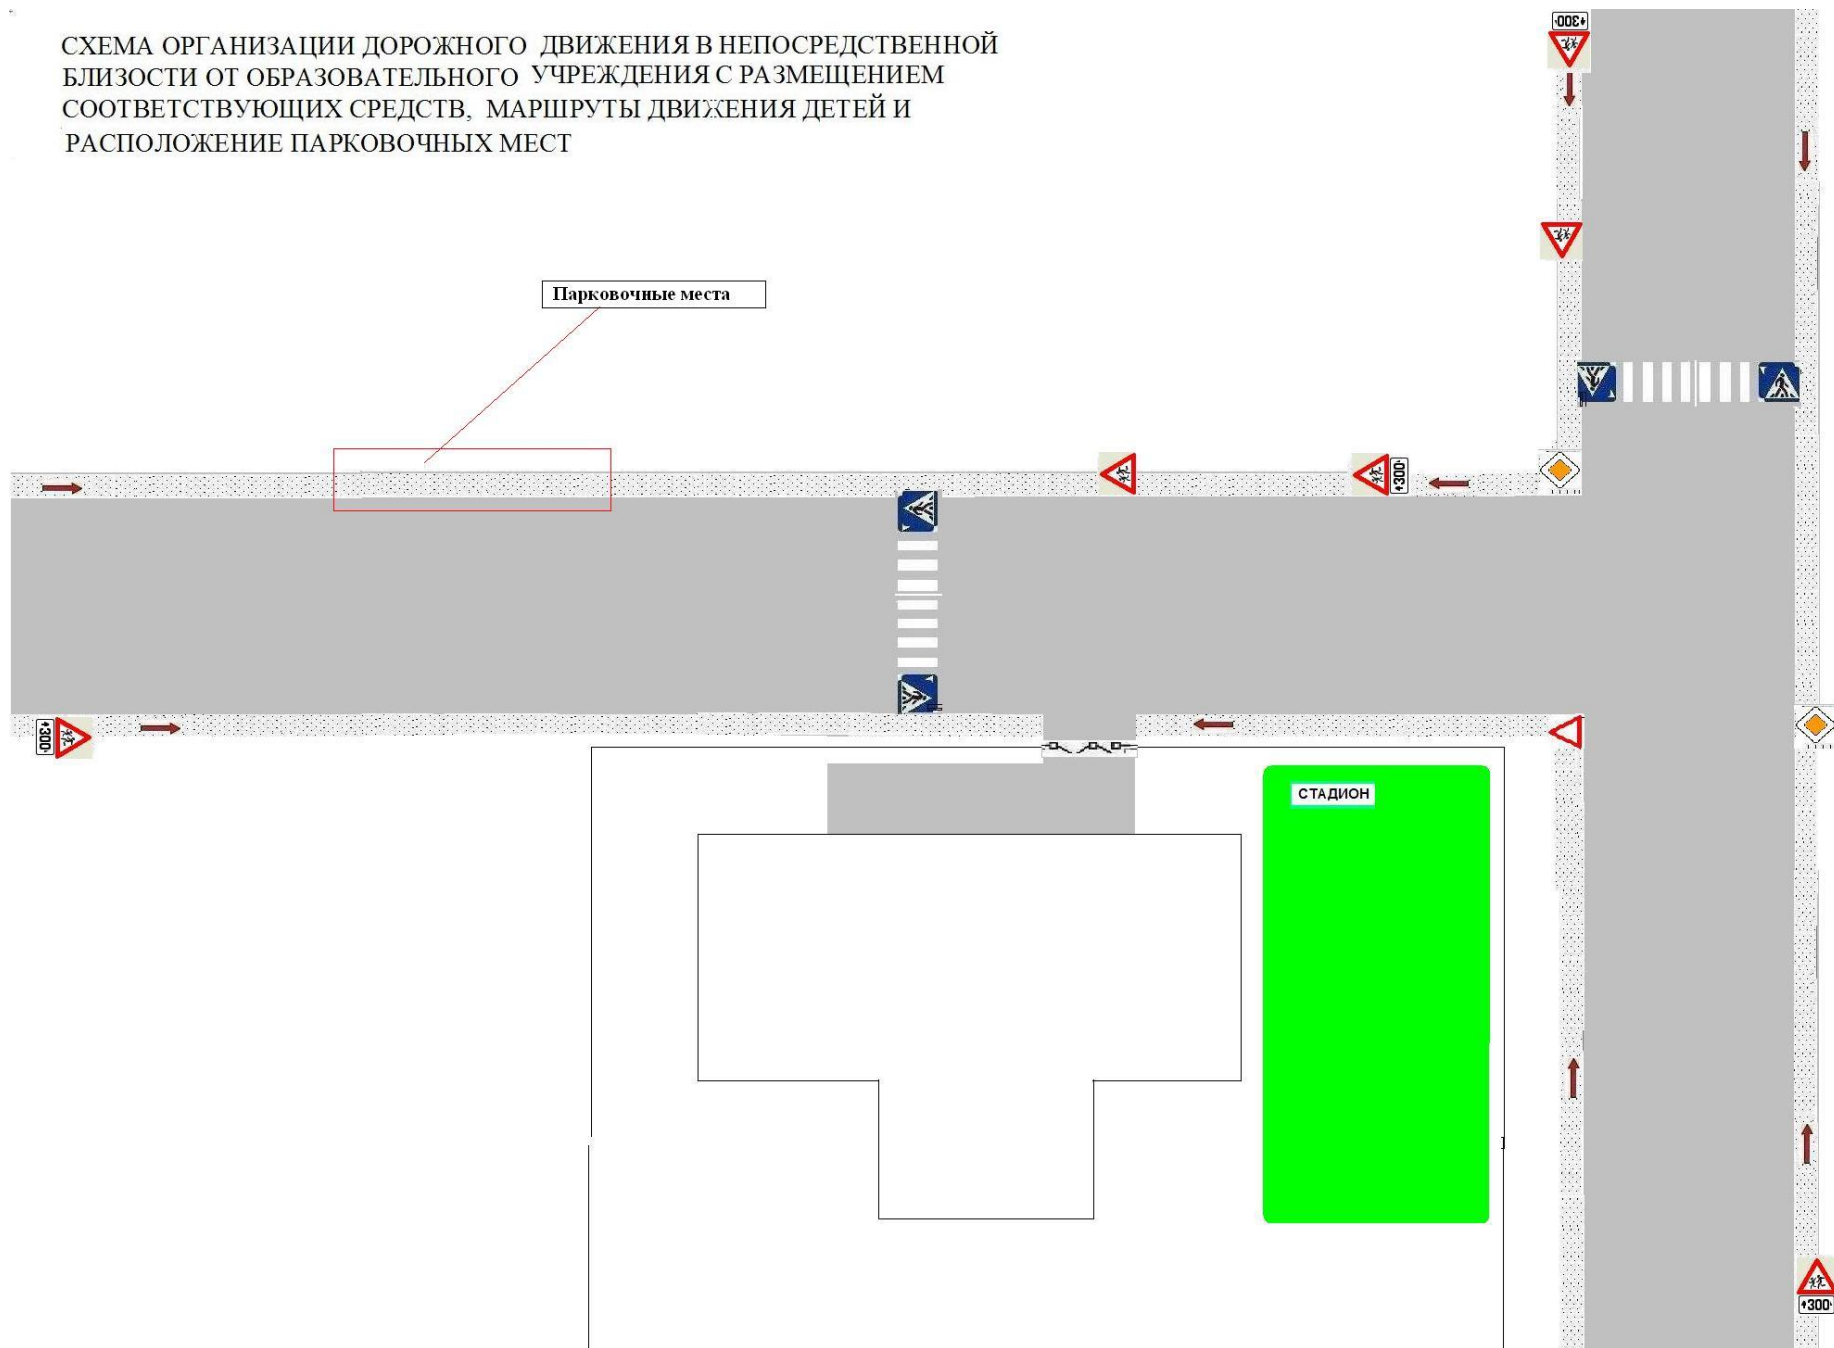 СХЕМА ОРГАНИЗАЦИИ ДОРОЖНОГО ДВИЖЕНИЯ В НЕПОСРЕДСТВЕННОЙ
БЛИЗОСТИ ОТ ОБРАЗОВАТЕЛЬНОГО УЧРЕЖДЕНИЯ С РАЗМЕЩЕНИЕМ
СООТВЕТСТВУЮЩИХ СРЕДСТВ, МАРШРУТЫ ДВИЖЕНИЯ ДЕТЕЙ И
РАСПОЛОЖЕНИЕ ПАРКОВОЧНЫХ МЕСТ
300
Парковочные места
300
300
СТАДИОН
300